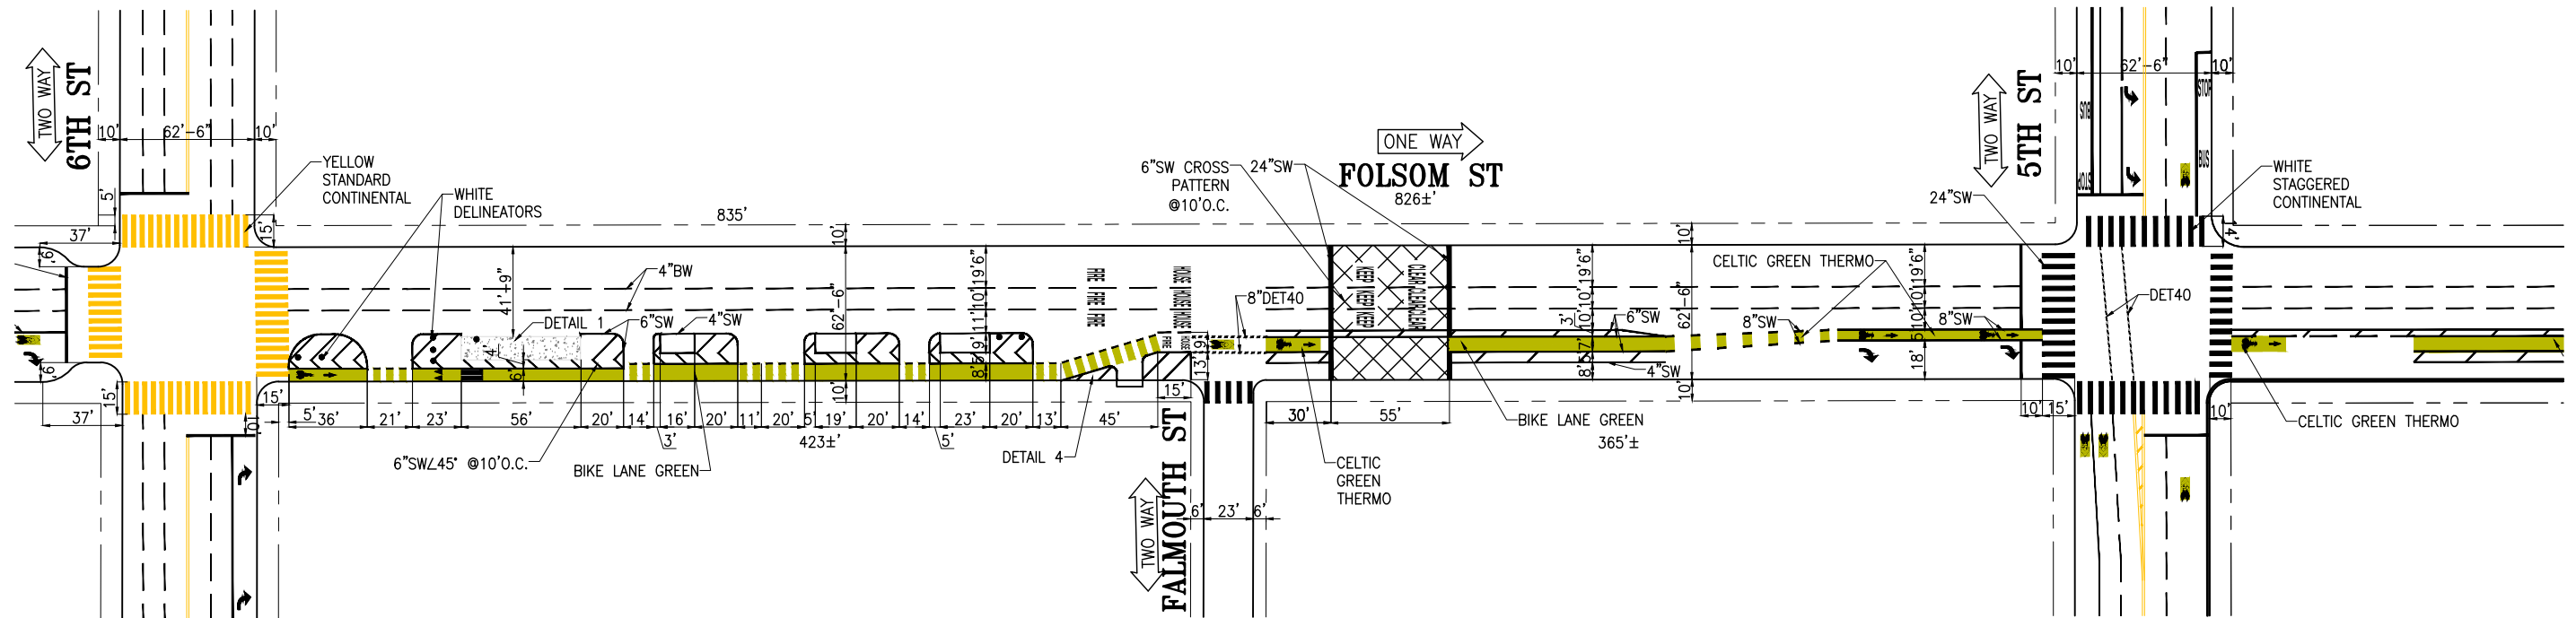 TWO WAY
6TH ST
10'
62'-6"
10'
5'
15'
YELLOW
STANDARD
CONTINENTAL
WHITE
DELINEATORS
37'
6'
6'
37'
15'
10'
15'
835'
41'-9"
4"BW
DETAIL 1
6"SW
4"SW
4'
6'
10'
62'-6"
10'
19'6"
10'
11'
9'
5'
8'
5'
36'
21'
23'
56'
20'
14'
16'
20'
11'
20'
5'
19'
20'
14'
23'
20'
13'
45'
15'
3'
423±'
5'
6"SW∠45° @10'O.C.
BIKE LANE GREEN
DETAIL 4
FIRE FIRE FIRE
HOUSE HOUSE HOUSE
FIRE
HOUSE
9'
13'
TWO WAY
FALMOUTH ST
6'
23'
6'
8"DET40
6"SW CROSS
PATTERN
@10'O.C.
24"SW
ONE WAY
FOLSOM ST
826±'
KEEP KEEP KEEP
CLEAR CLEAR CLEAR
30'
55'
CELTIC
GREEN
THERMO
BIKE LANE GREEN
365'±
19'6"
10'
10'
3'
7'
8'
6"SW
4"SW
10'
62'-6"
10'
CELTIC GREEN THERMO
8"SW
8"SW
19'6"
10'
10'
5'
18'
24"SW
10'
15'
TWO WAY
5TH ST
10'
62'-6"
10'
BUS
STOP
STOP
BUS
WHITE
STAGGERED
CONTINENTAL
DET40
10'
CELTIC GREEN THERMO